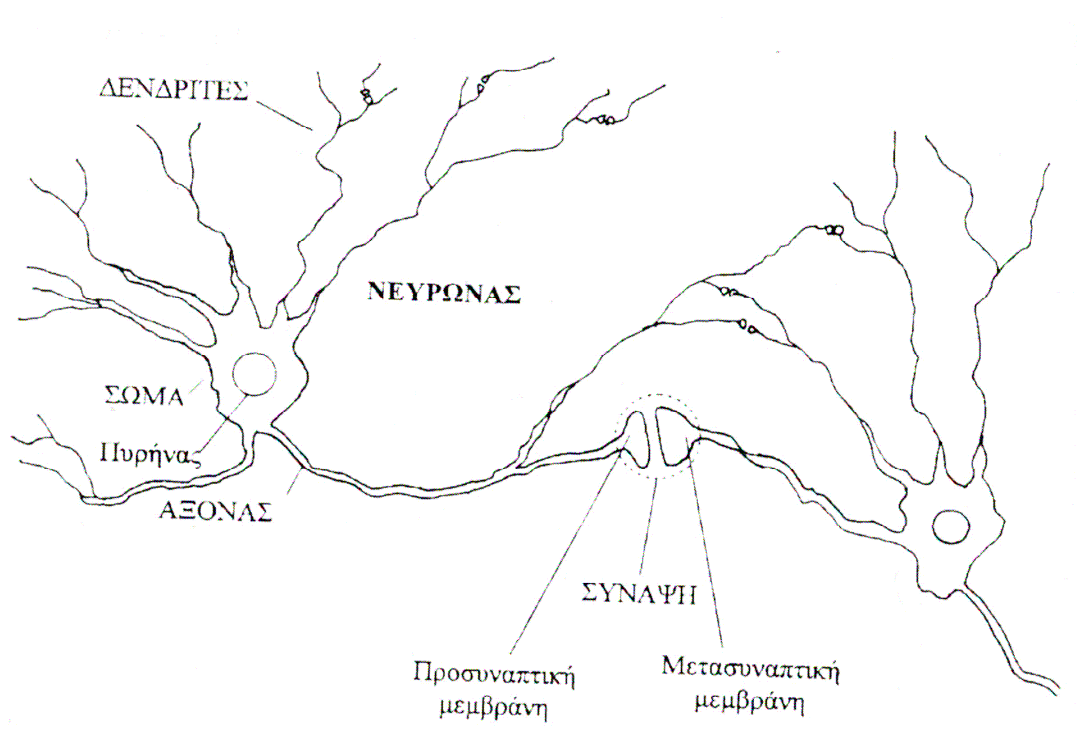 ΔΕΝΔΡΙΤΕΣ
ΝΕΥΡΩΝΑΣ
ΣΩΜΑ
Πυρήνας
ΑΞΟΝΑΣ
ΣΥΝΑΨΗ
Προσυναπτική
μεμβράνη
Μετασυναπτική
μεμβράνη